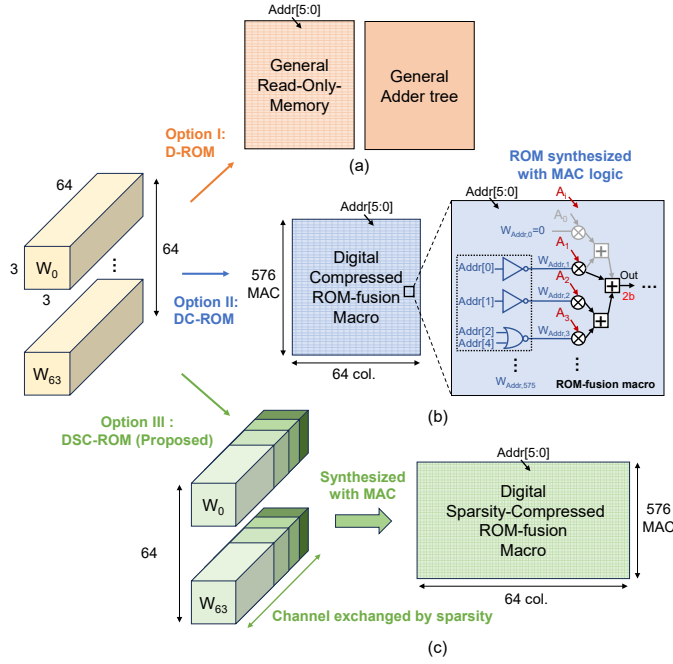 Addr[5:0]
General
Read-Only-
Memory
General
Adder tree
(a)
Option I:
D-ROM
64
64
3
3
W0
W63
Option II:
DC-ROM
Addr[5:0]
576
MAC
Digital
Compressed
ROM-fusion
Macro
64 col.
ROM synthesized
with MAC logic
Addr[5:0]
Ai
A0
WAddr,0=0
A1
Addr[0]
WAddr,1
Out
2b
A2
Addr[1]
WAddr,2
A3
Addr[2]
Addr[4]
WAddr,3
WAddr,575
ROM-fusion macro
(b)
Option III :
DSC-ROM (Proposed)
64
W0
W63
Channel exchanged by sparsity
Synthesized
with MAC
Addr[5:0]
Digital
Sparsity-Compressed
ROM-fusion
Macro
576
MAC
64 col.
(c)